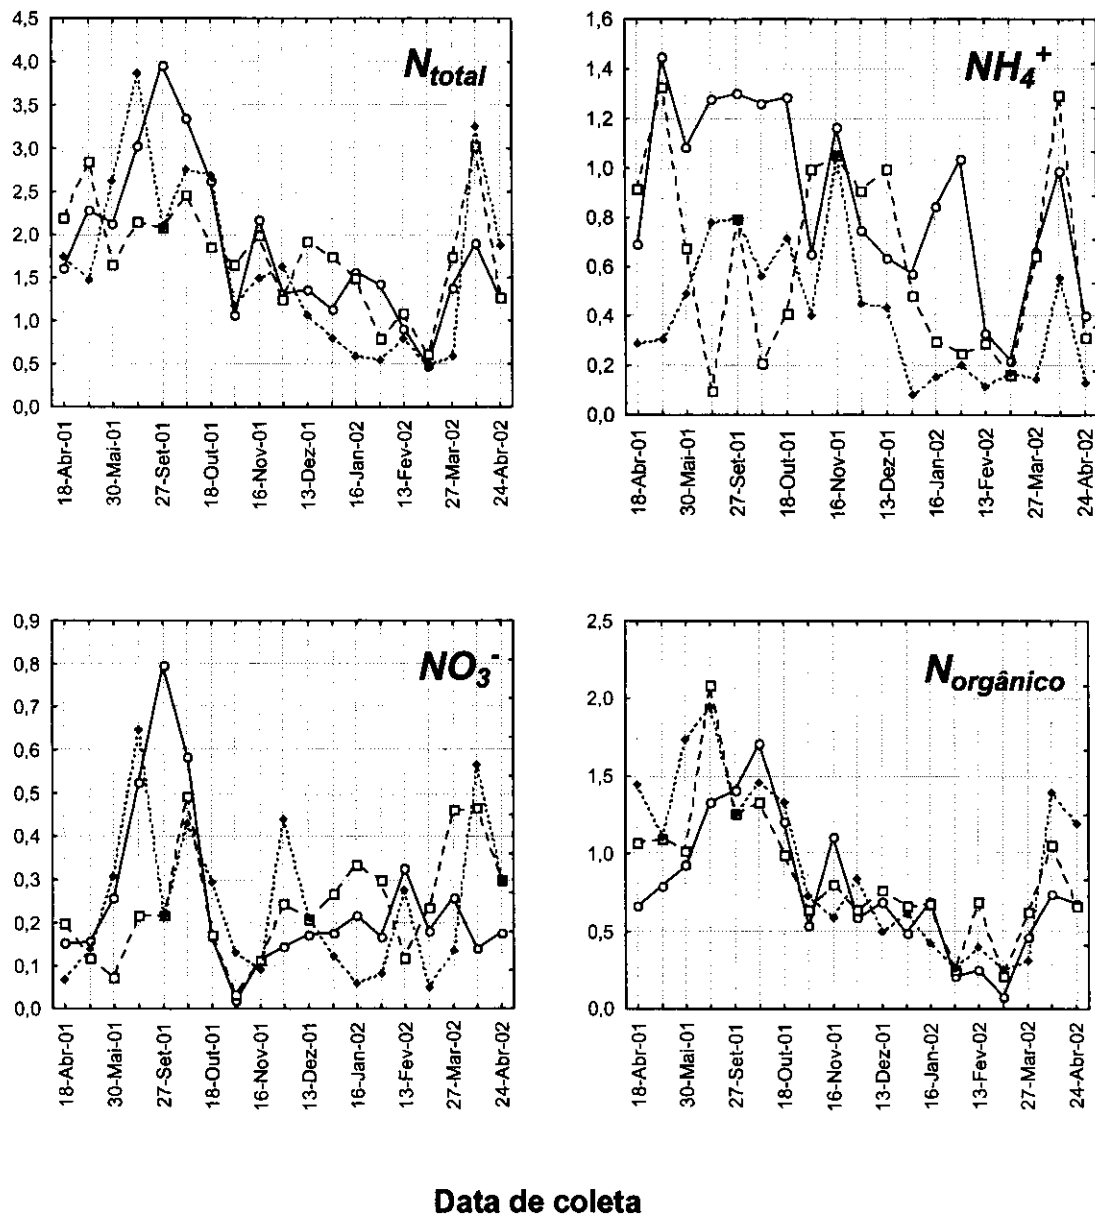 4,5
4,0
3,5
3,0
2,5
2,0
1,5
1,0
0,5
0,0
N total
18-Abr-01
30-Mai-01
27-Set-01
18-Out-01
16-Nov-01
13-Dez-01
16-Jan-02
13-Fev-02
27-Mar-02
24-Abr-02
1,6
1,4
1,2
1,0
0,8
0,6
0,4
0,2
0,0
NH4+
18-Abr-01
30-Mai-01
27-Set-01
18-Out-01
16-Nov-01
13-Dez-01
16-Jan-02
13-Fev-02
27-Mar-02
24-Abr-02
0,9
0,8
0,7
0,6
0,5
0,4
0,3
0,2
0,1
0,0
NO3-
18-Abr-01
30-Mai-01
27-Set-01
18-Out-01
16-Nov-01
13-Dez-01
16-Jan-02
13-Fev-02
27-Mar-02
24-Abr-02
2,5
2,0
1,5
1,0
0,5
0,0
N orgânico
18-Abr-01
30-Mai-01
27-Set-01
18-Out-01
16-Nov-01
13-Dez-01
16-Jan-02
13-Fev-02
27-Mar-02
24-Abr-02
Data de coleta